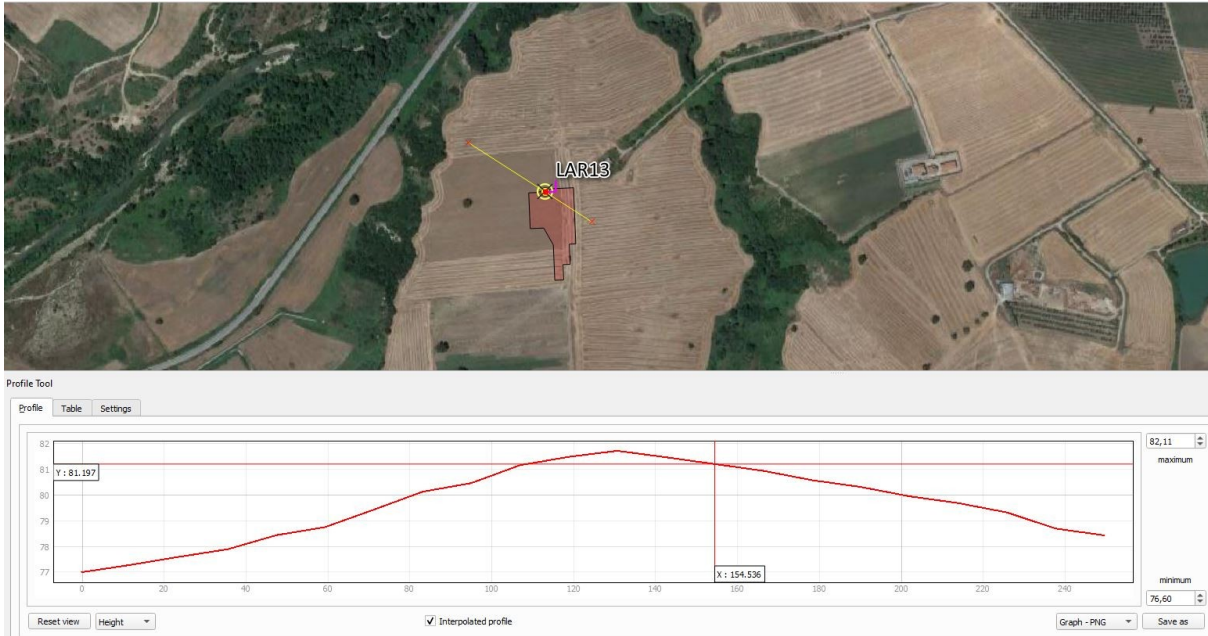 LAR13
Profile Tool
Profile Table Settings
82
81
80
79
78
77
Y : 81.197
X : 154.536
0 20 40 60 80 100 120 140 160 180 200 220 240
82,11
maximum
minimum
76,60
Reset view Height Interpolated profile Graph - PNG Save as